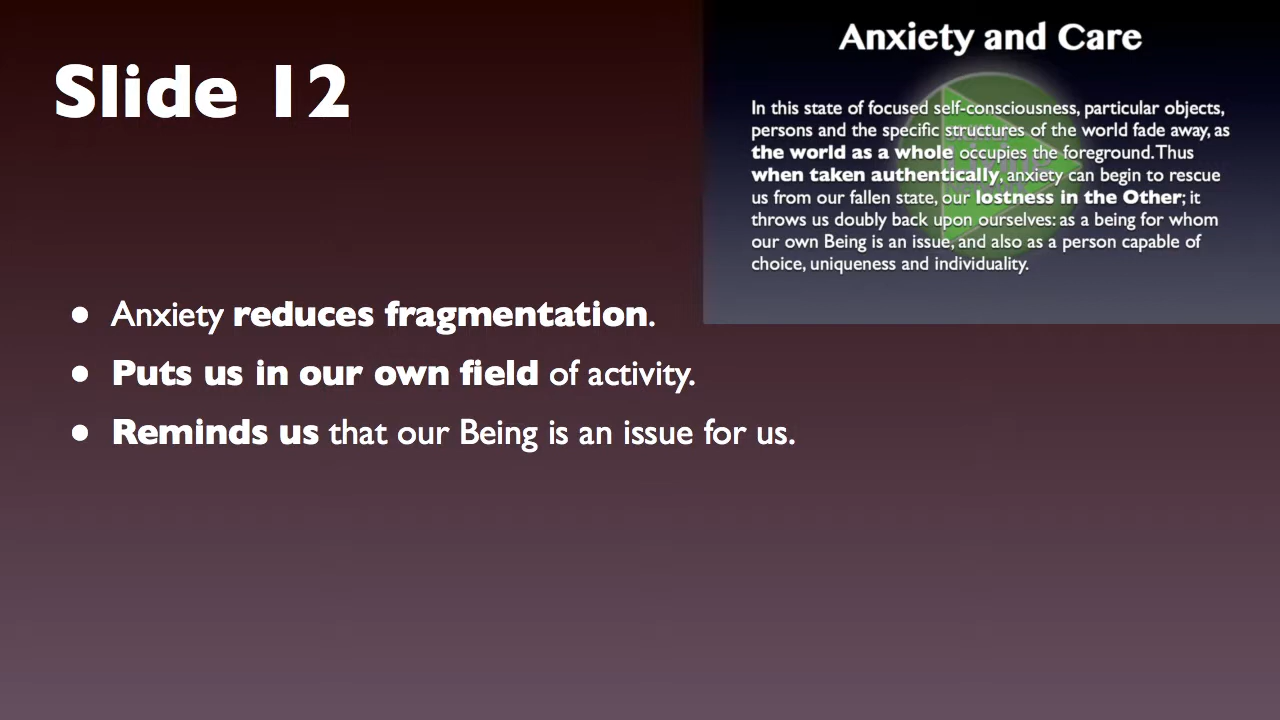 Slide 12
Anxiety and Care
In this state of focused self-consciousness, particular objects,
persons and the specific structures of the world fade away, as
the world as a whole occupies the foreground. Thus
when taken authentically, anxiety can begin to rescue
us from our fallen state, our lostness in the Other; it
throws us doubly back upon ourselves: as a being for whom
our own Being is an issue, and also as a person capable of
choice, uniqueness and individuality.
• Anxiety reduces fragmentation.
• Puts us in our own field of activity.
• Reminds us that our Being is an issue for us.